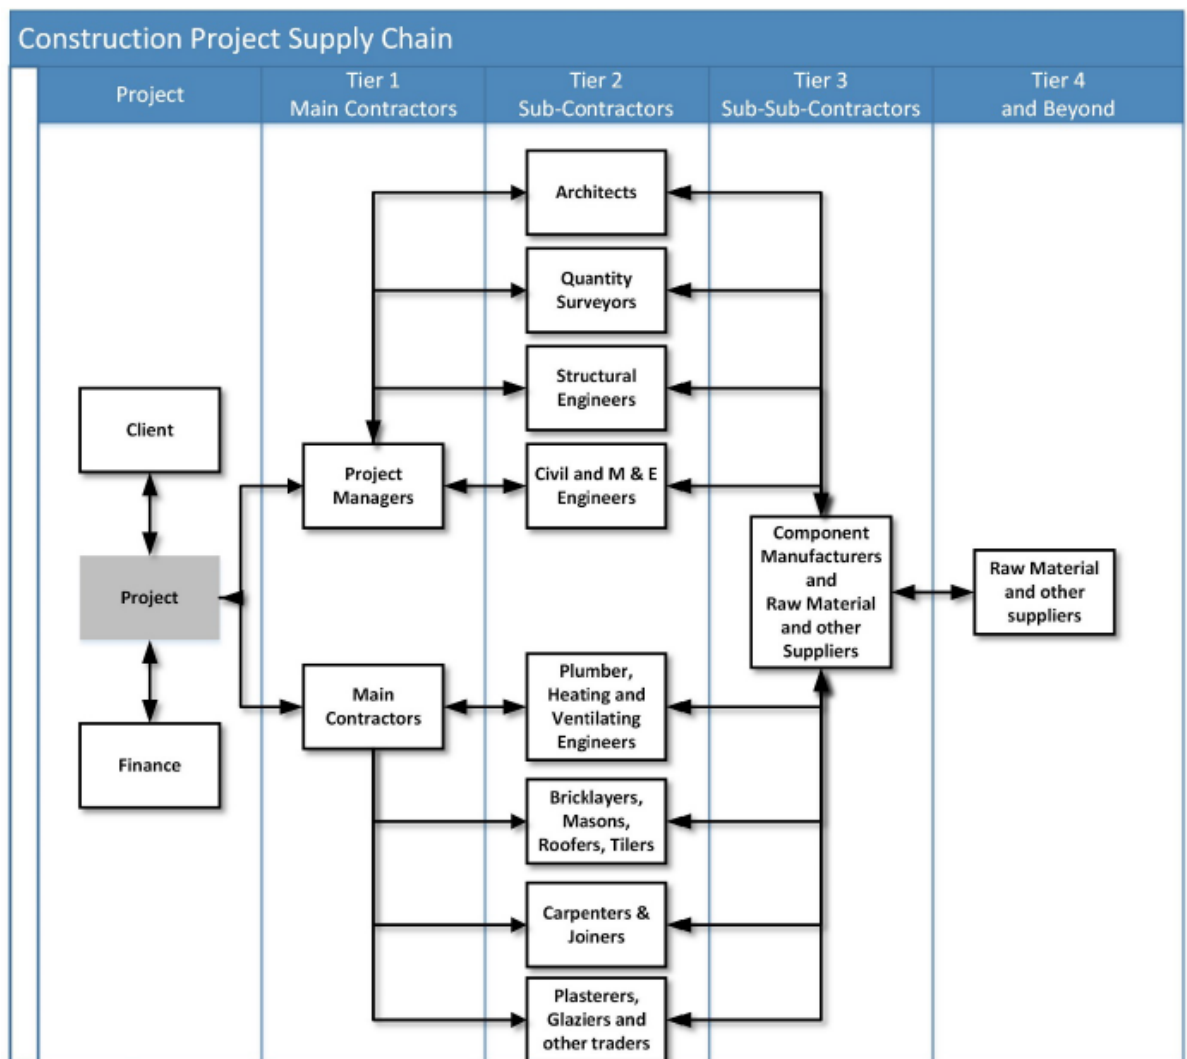 Construction Project Supply Chain
Project
Tier 1
Main Contractors
Tier 2
Sub-Contractors
Tier 3
Sub-Sub-Contractors
Tier 4
and Beyond
Architects
Quantity
Surveyors
Structural
Engineers
Client
Project
Managers
Civil and M & E
Engineers
Project
Component
Manufacturers
and
Raw Material
and other
Suppliers
Raw Material
and other
suppliers
Main
Contractors
Plumber,
Heating and
Ventilating
Engineers
Finance
Bricklayers,
Masons,
Roofers, Tilers
Carpenters &
Joiners
Plasterers,
Glaziers and
other traders